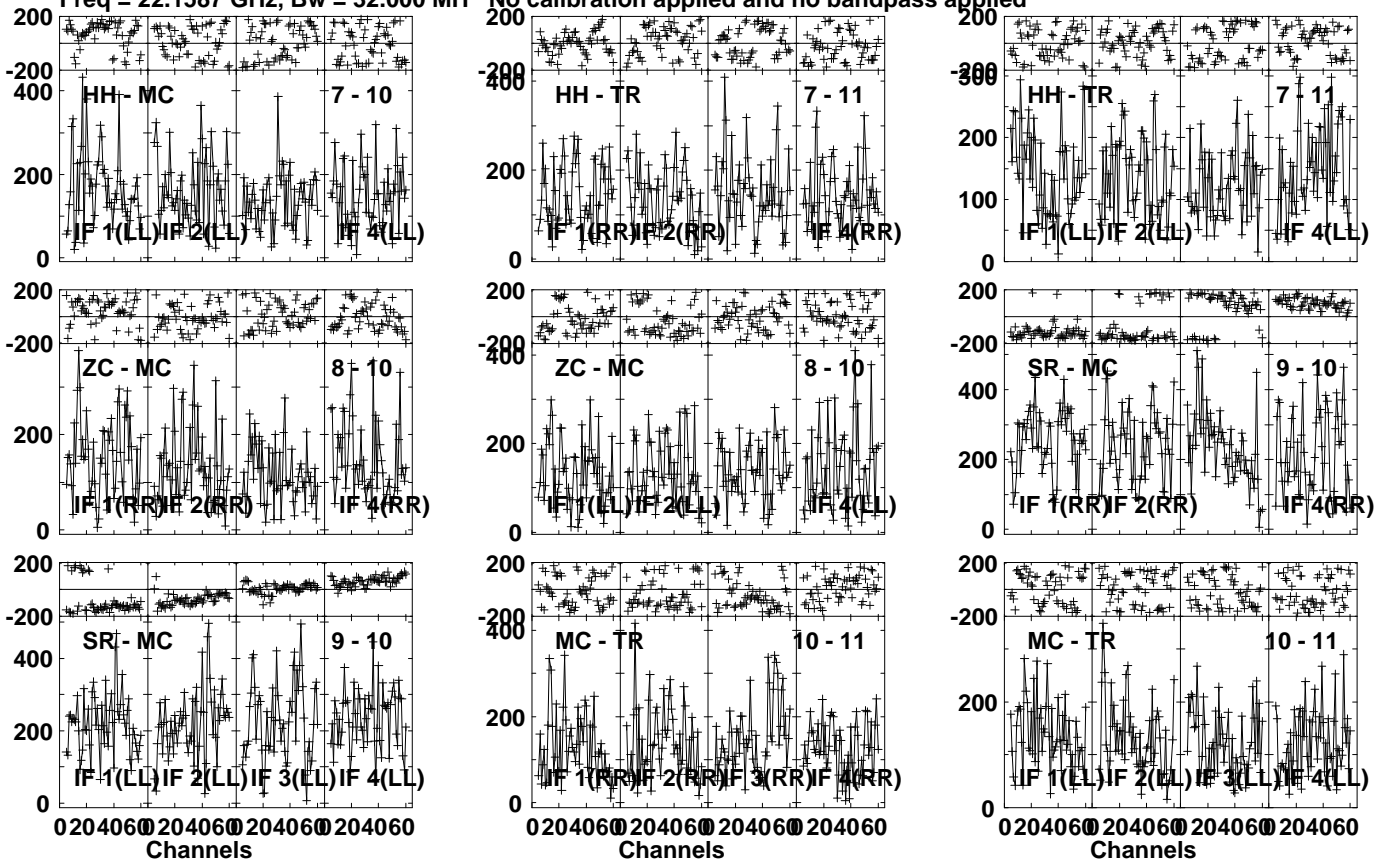 Freq = 22.1587 GHz, Bw = 32.000 MH No calibration applied and no bandpass applied
200
-200
400
200
0
HH - MC 7 - 10
IF 1(LL) IF 2(LL) IF 4(LL)
200
-200
400
200
0
HH - TR 7 - 11
IF 1(RR) IF 2(RR) IF 4(RR)
200
-200
300
200
100
0
HH - TR 7 - 11
IF 1(LL) IF 2(LL) IF 4(LL)
200
-200
200
0
ZC - MC 8 - 10
IF 1(RR) IF 2(RR) IF 4(RR)
200
-200
400
200
0
ZC - MC 8 - 10
IF 1(LL) IF 2(LL) IF 4(LL)
200
-200
400
200
0
SR - MC 9 - 10
IF 1(RR) IF 2(RR) IF 4(RR)
200
-200
400
200
0
SR - MC 9 - 10
IF 1(LL) IF 2(LL) IF 3(LL) IF 4(LL)
0 20 40 60 0 20 40 60 0 20 40 60 0 20 40 60
Channels
200
-200
400
200
0
MC - TR 10 - 11
IF 1(RR) IF 2(RR) IF 3(RR) IF 4(RR)
0 20 40 60 0 20 40 60 0 20 40 60 0 20 40 60
Channels
200
-200
200
0
MC - TR 10 - 11
IF 1(LL) IF 2(LL) IF 3(LL) IF 4(LL)
0 20 40 60 0 20 40 60 0 20 40 60 0 20 40 60
Channels